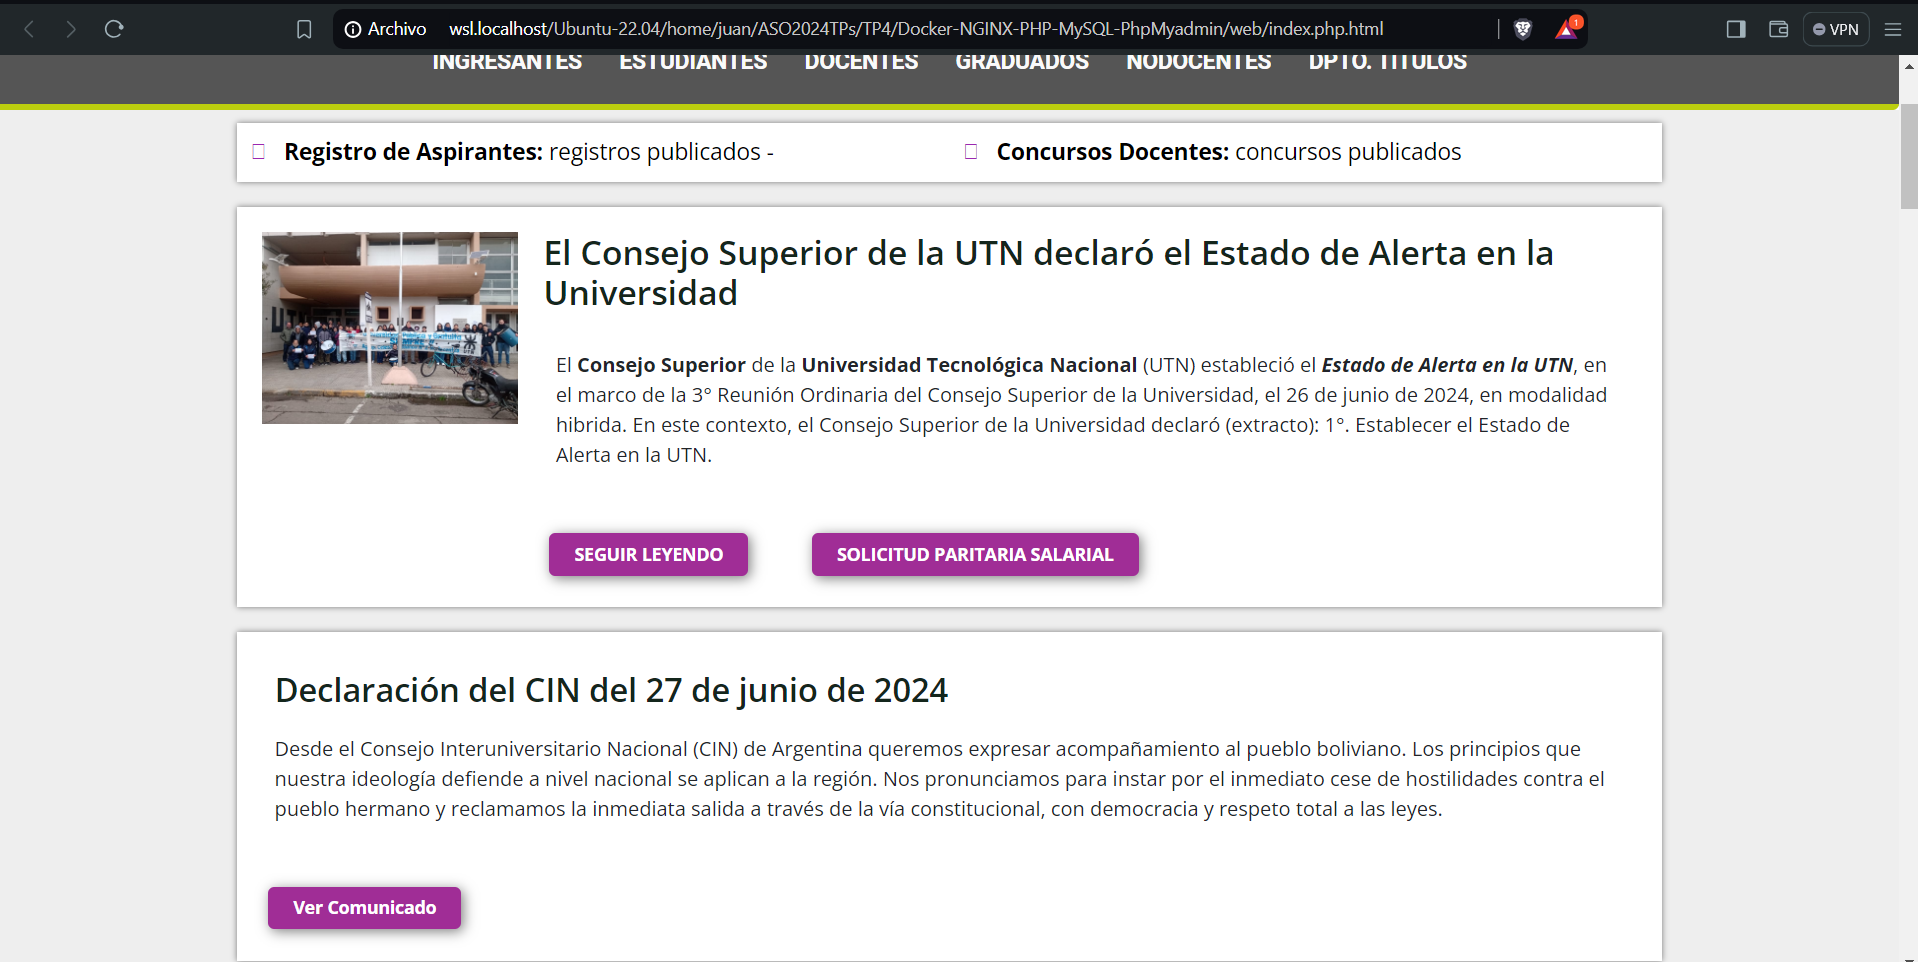 Archivo wsl.localhost/Ubuntu-22.04/home/juan/ASO2024TPs/TP4/Docker-NGINX-PHP-MySQL-PhpMyadmin/web/index.php.html
1
VPN
INGRESANTES ESTUDIANTES DOCENTES GRADUADOS NODOCENTES DPTO. TITULOS
Registro de Aspirantes: registros publicados -
Concursos Docentes: concursos publicados
El Consejo Superior de la UTN declaró el Estado de Alerta en la
Universidad
El Consejo Superior de la Universidad Tecnológica Nacional (UTN) estableció el Estado de Alerta en la UTN, en
el marco de la 3° Reunión Ordinaria del Consejo Superior de la Universidad, el 26 de junio de 2024, en modalidad
hibrida. En este contexto, el Consejo Superior de la Universidad declaró (extracto): 1°. Establecer el Estado de
Alerta en la UTN.
SEGUIR LEYENDO
SOLICITUD PARITARIA SALARIAL
Declaración del CIN del 27 de junio de 2024
Desde el Consejo Interuniversitario Nacional (CIN) de Argentina queremos expresar acompañamiento al pueblo boliviano. Los principios que
nuestra ideología defiende a nivel nacional se aplican a la región. Nos pronunciamos para instar por el inmediato cese de hostilidades contra el
pueblo hermano y reclamamos la inmediata salida a través de la vía constitucional, con democracia y respeto total a las leyes.
Ver Comunicado